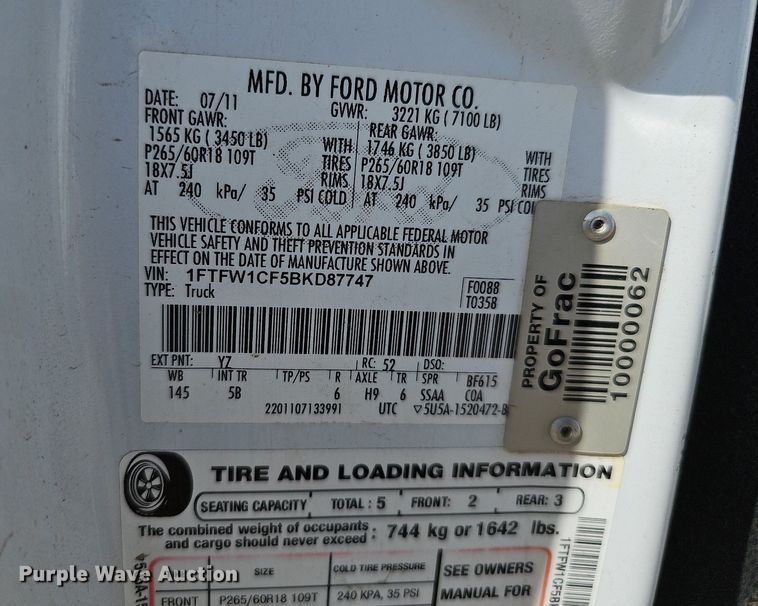 MFD. BY FORD MOTOR CO.
DATE: 07/11 GVWR: 3221 KG ( 7100 LB)
FRONT GAWR: REAR GAWR:
1565 KG ( 3450 LB) WITH 1746 KG ( 3850 LB) WITH
P265/60R18 109T TIRES P265/60R18 109T TIRES
18X7.5J RIMS 18X7.5J RIMS
AT 240 kPa/ 35 PSI COLD AT 240 kPa/ 35 PSI COL
THIS VEHICLE CONFORMS TO ALL APPLICABLE FEDERAL MOTOR
VEHICLE SAFETY AND THEFT PREVENTION STANDARDS IN
EFFECT ON THE DATE OF MANUFACTURE SHOWN ABOVE.
VIN: 1FTFW1CF5BKD87747 F0088
TYPE: Truck T0358
EXT PNT: YZ RC: 52 DSO:
WB INT TR TP/PS R AXLE TR SPR BF615
145 5B 6 H9 6 SSAA COA
2201107133991 UTC ▽5U5A-1520472-B
PROPERTY OF
GoFrac
10000062
TIRE AND LOADING INFORMATION
SEATING CAPACITY TOTAL : 5 FRONT: 2 REAR: 3
The combined weight of occupants
and cargo should never exceed : 744 kg or 1642 lbs.
SIZE COLD TIRE PRESSURE SEE OWNERS
FRONT P265/60R18 109T 240 KPA, 35 PSI MANUAL FOR
1FTFW1CF5B
Purple Wave Auction